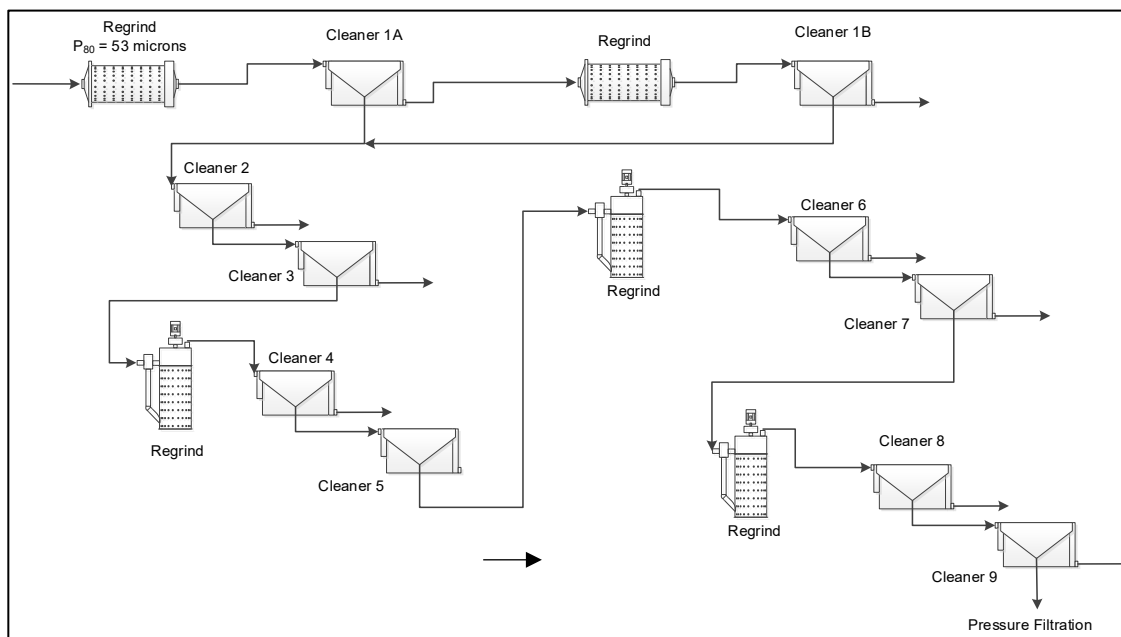 Regrind
P₈₀ = 53 microns
Cleaner 1A
Regrind
Cleaner 1B
Cleaner 2
Cleaner 3
Regrind
Cleaner 4
Cleaner 5
Regrind
Cleaner 6
Cleaner 7
Regrind
Cleaner 8
Cleaner 9
Pressure Filtration